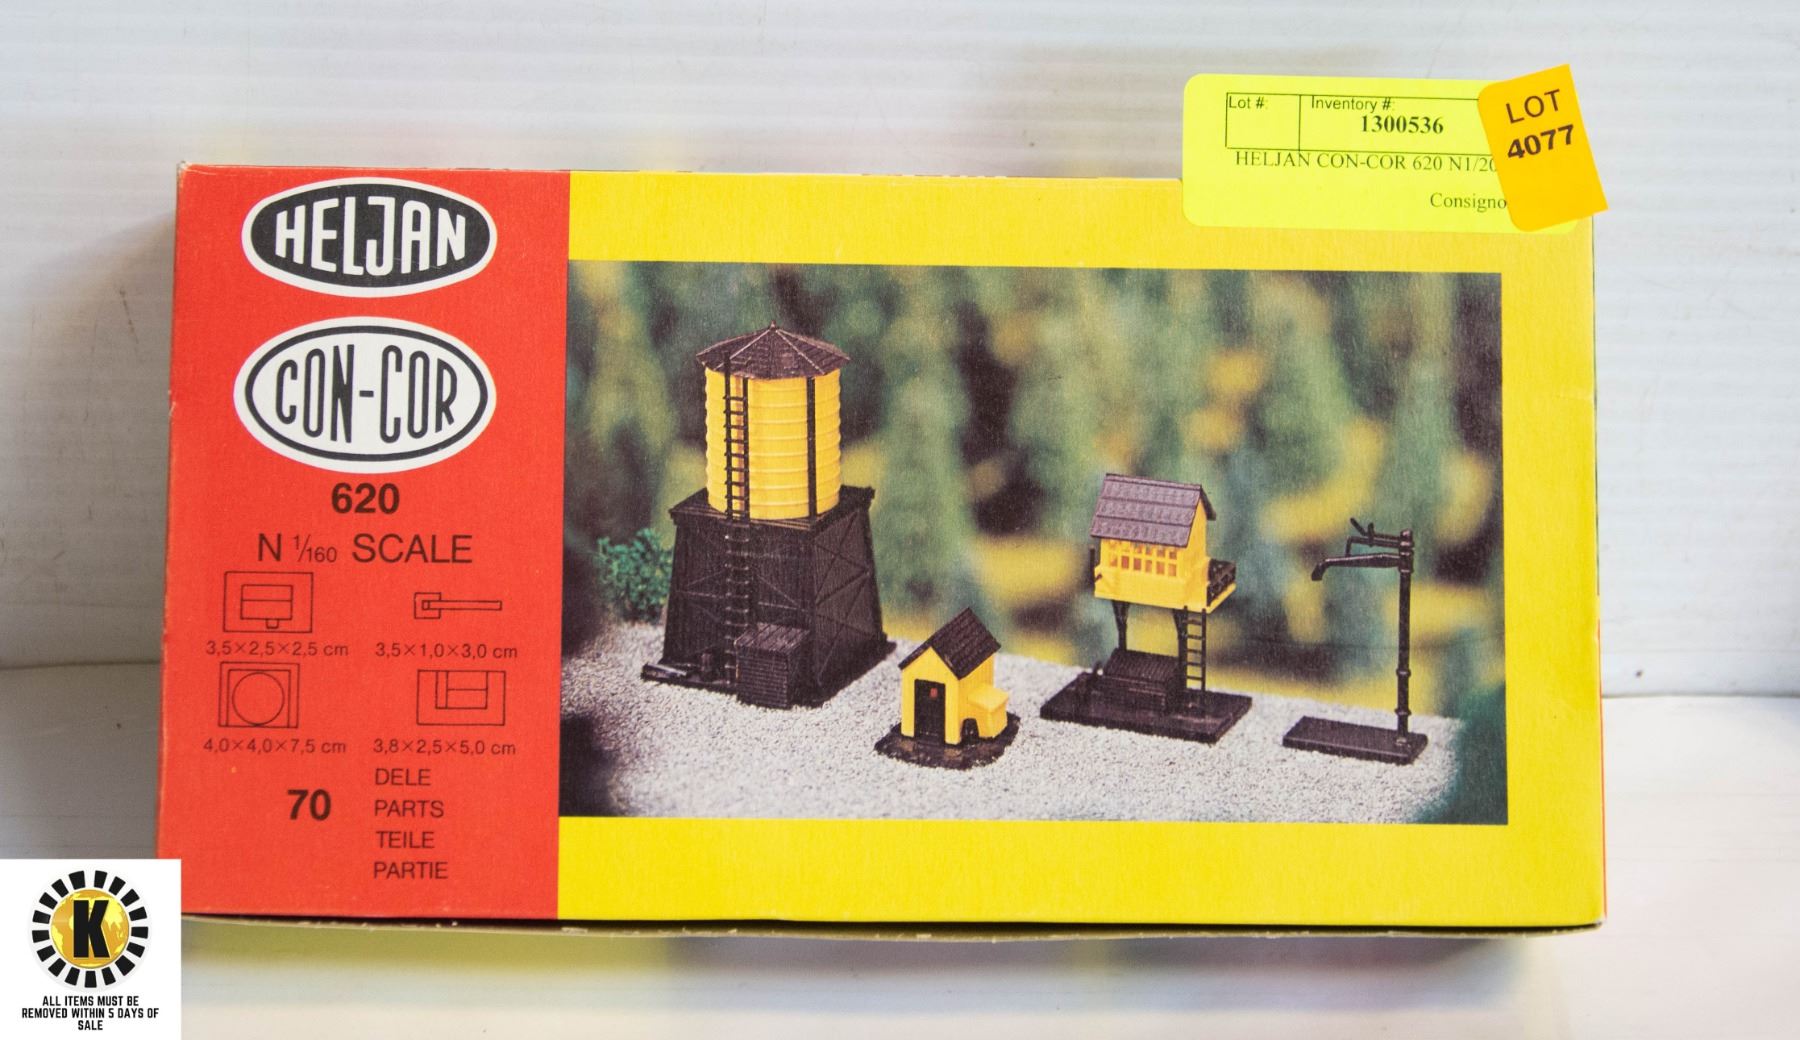 Lot #:
Inventory #:
1300536
HELJAN CON-COR 620 N1/20
Consigno
LOT
4077
HELJAN
CON-COR
620
N 1/160 SCALE
3,5×2,5×2,5 cm
3,5×1,0×3,0 cm
4,0×4,0×7,5 cm
3,8×2,5×5,0 cm
70
DELE
PARTS
TEILE
PARTIE
K
ALL ITEMS MUST BE
REMOVED WITHIN 5 DAYS OF
SALE